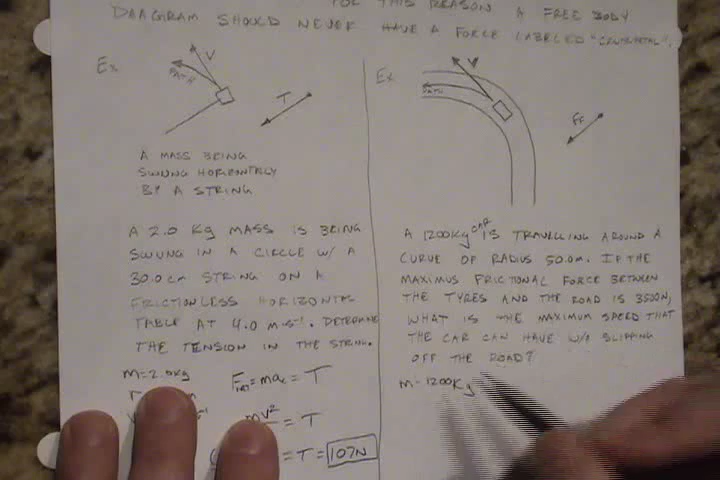 FOR THIS REASON A FREE BODY
DAAGRAM SHOULD NEVER HAVE A FORCE LABELED "CENTRIPETAL".
Ex
V
PATH
T
A MASS BEING
SWUNG HORIZONTALLY
BY A STRING
A 2.0 Kg MASS IS BEING
SWUNG IN A CIRCLE W/ A
30.0 cm STRING ON A
FRICTIONLESS HORIZONTAL
TABLE AT 4.0 m·s⁻¹. DETERMINE
THE TENSION IN THE STRING.
m=2.0kg
= mac = T
mv²
= T
= T = 107N
Ex
V
PATH
FF
A 1200Kg CAR IS TRAVELLING AROUND A
CURVE OF RADIUS 50.0m. IF THE
MAXIMUS FRICTIONAL FORCE BETWEEN
THE TYRES AND THE ROAD IS 3500N,
WHAT IS THE MAXIMUM SPEED THAT
THE CAR CAN HAVE W/O SLIPPING
OFF THE ROAD?
m=1200Kg